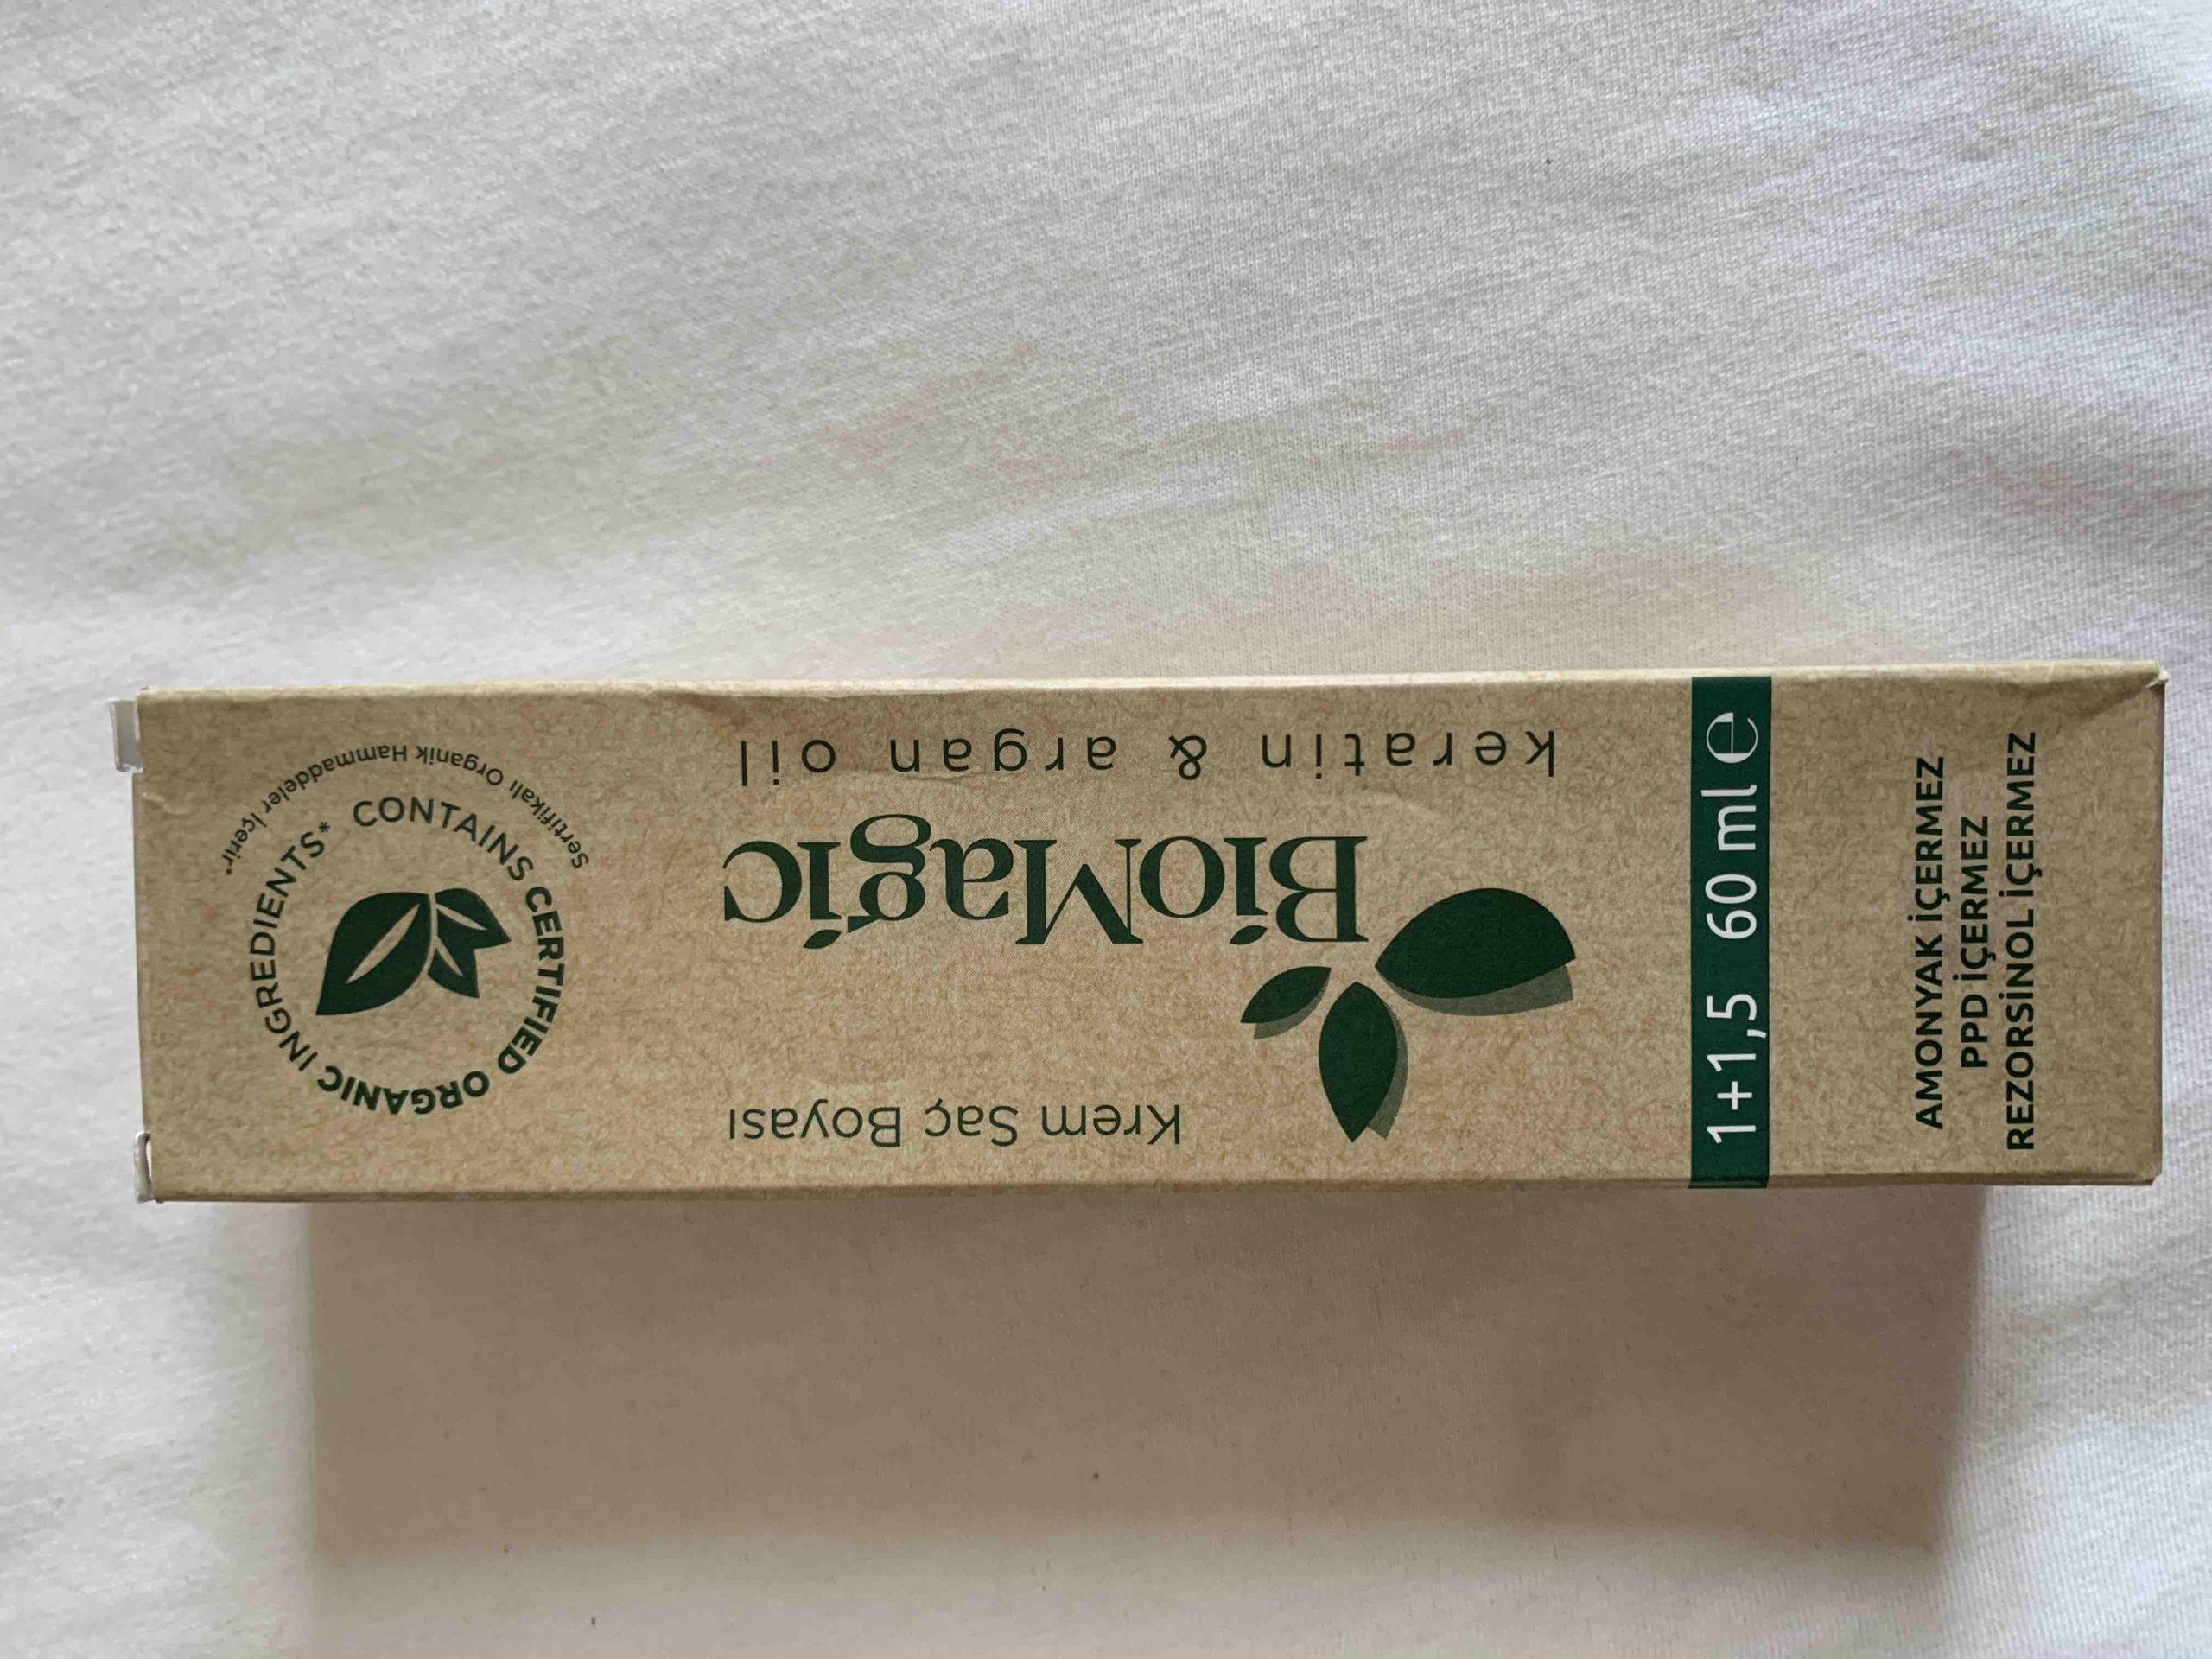 Krem Saç Boyası
BioMagic
keratin & argan oil
CONTAINS CERTIFIED ORGANIC INGREDIENTS*
Sertifikalı Organik Hammaddeler İçerir*
1+1,5 60 ml e
AMONYAK İÇERMEZ
PPD İÇERMEZ
REZORSİNOL İÇERMEZ